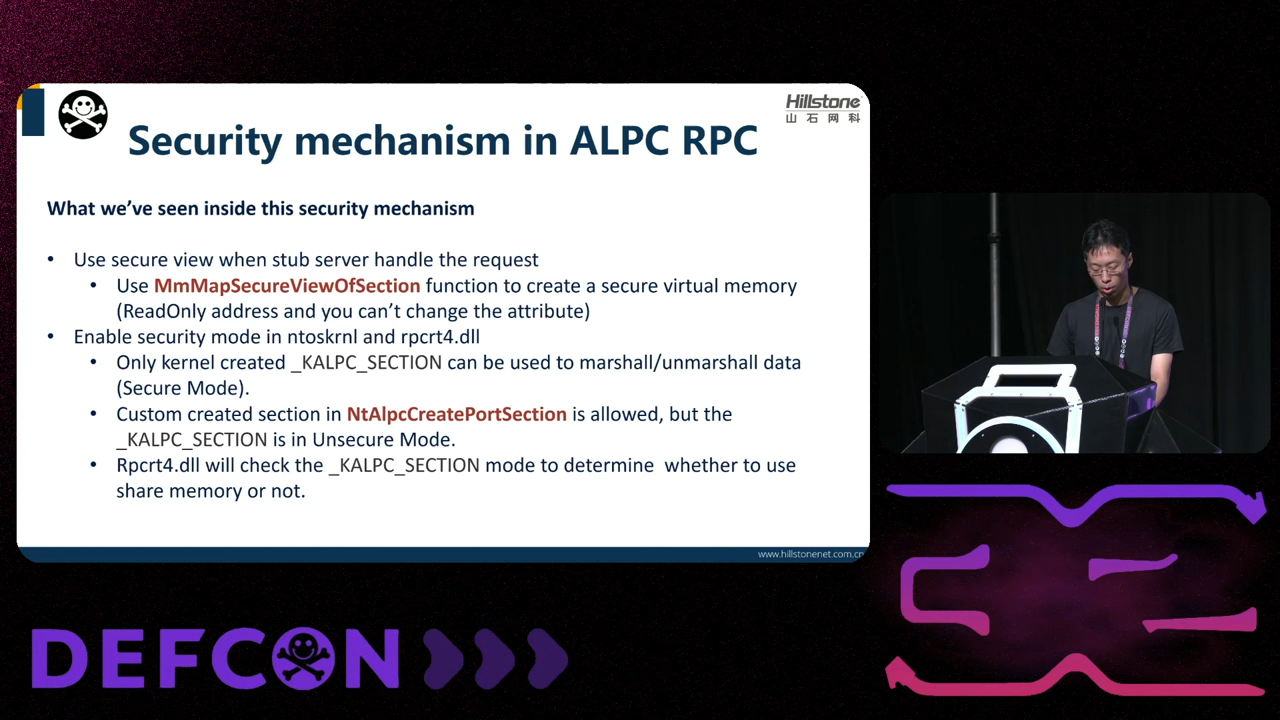 Hillstone
山石网科
Security mechanism in ALPC RPC
What we've seen inside this security mechanism
• Use secure view when stub server handle the request
• Use MmMapSecureViewOfSection function to create a secure virtual memory
(ReadOnly address and you can't change the attribute)
• Enable security mode in ntoskrnl and rpcrt4.dll
• Only kernel created _KALPC_SECTION can be used to marshall/unmarshall data
(Secure Mode).
• Custom created section in NtAlpcCreatePortSection is allowed, but the
_KALPC_SECTION is in Unsecure Mode.
• Rpcrt4.dll will check the _KALPC_SECTION mode to determine  whether to use
share memory or not.
www.hillstonenet.com.cn
DEFCON